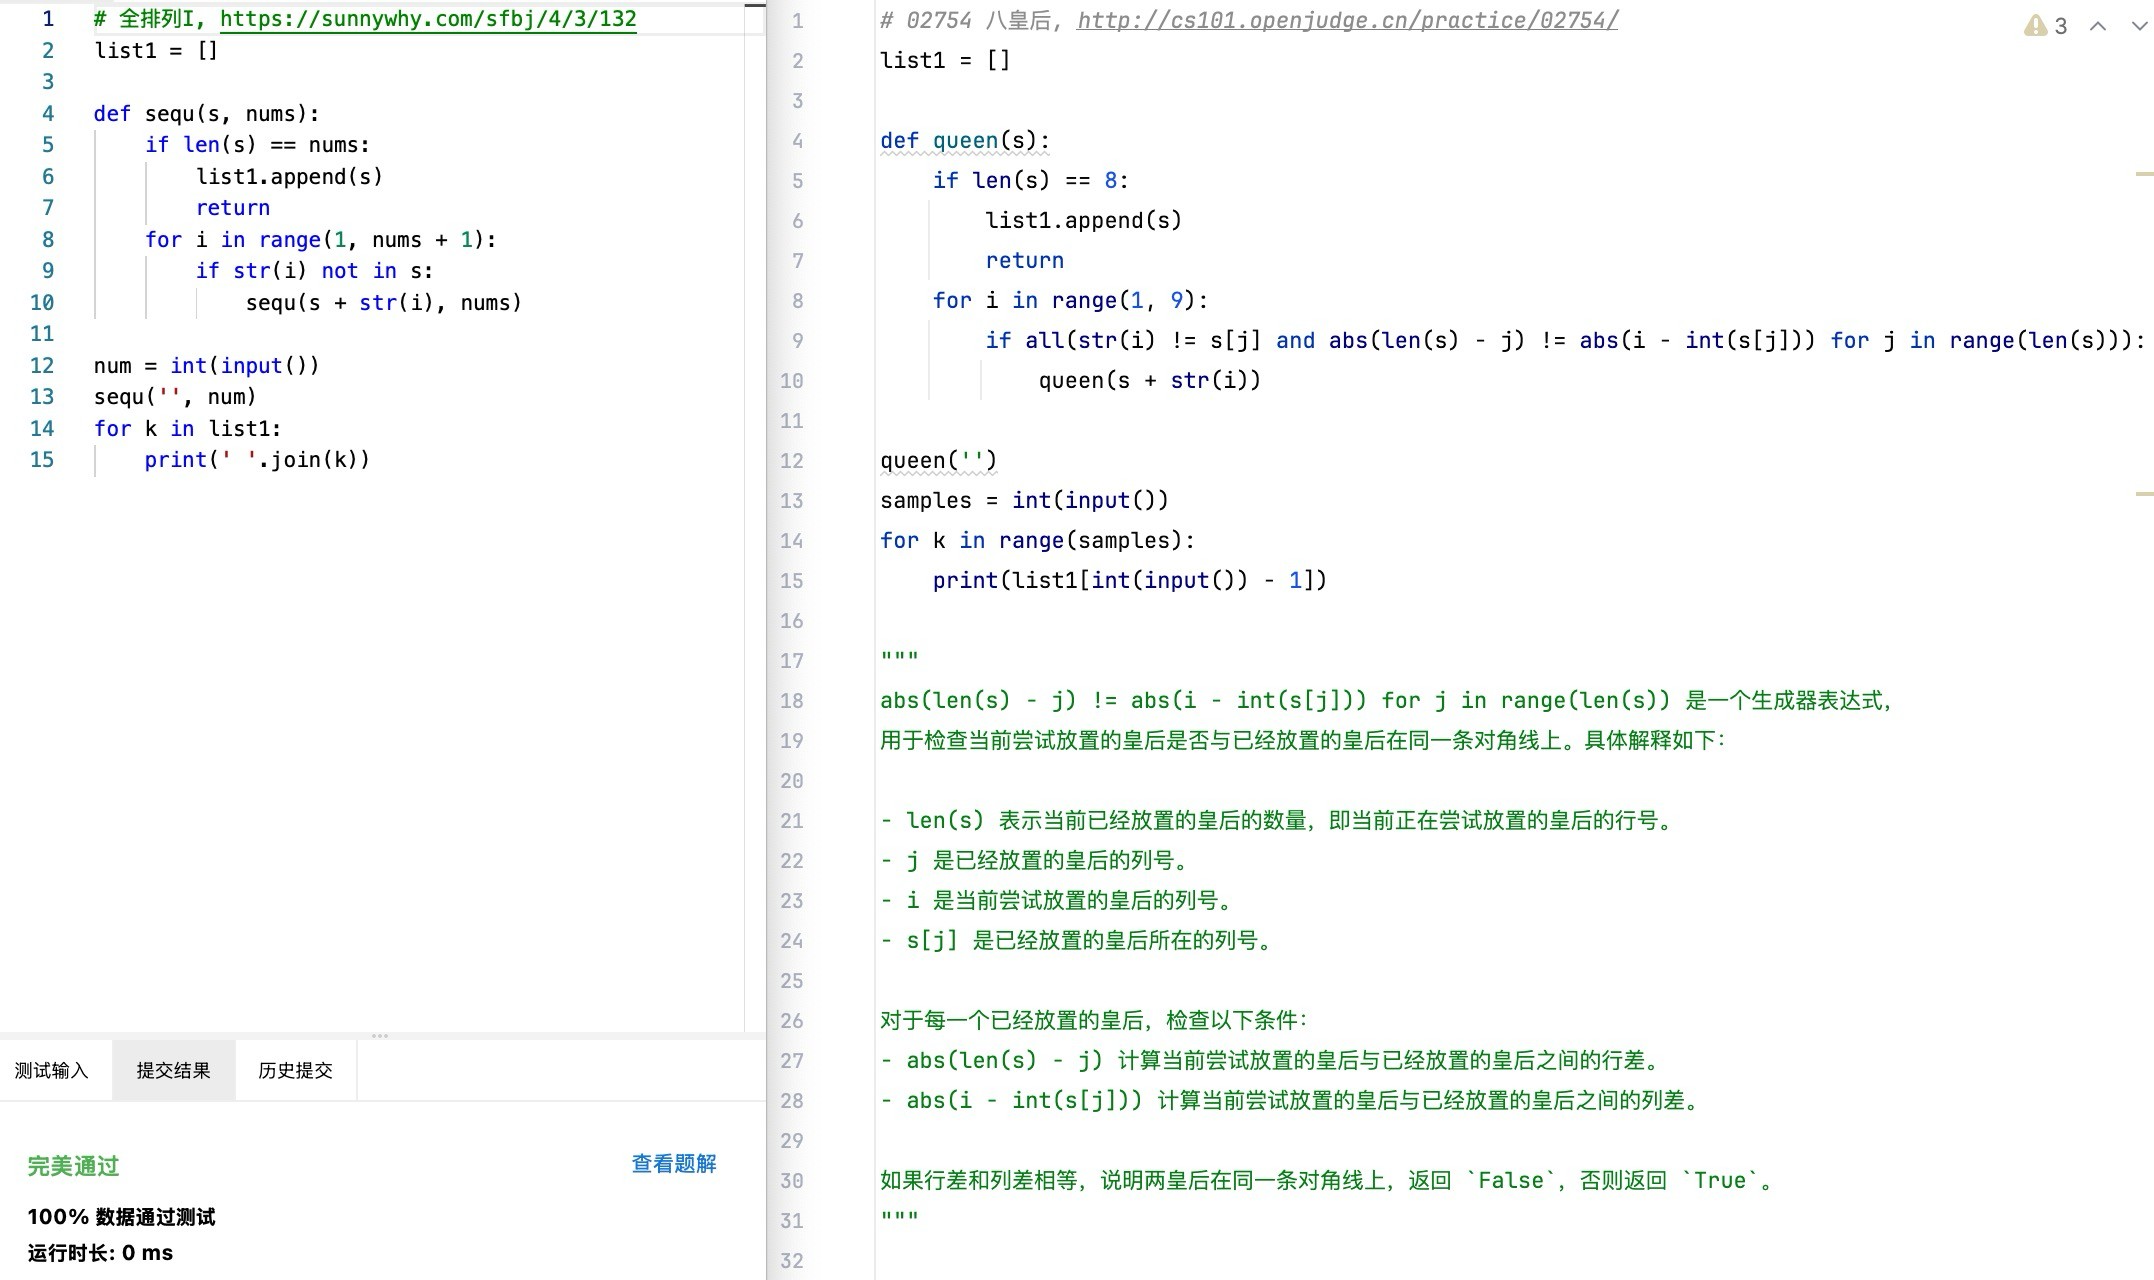 1 # 全排列I, https://sunnywhy.com/sfbj/4/3/132
2 list1 = []
3
4 def sequ(s, nums):
5     if len(s) == nums:
6         list1.append(s)
7         return
8     for i in range(1, nums + 1):
9         if str(i) not in s:
10             sequ(s + str(i), nums)
11
12 num = int(input())
13 sequ('', num)
14 for k in list1:
15     print(' '.join(k))
测试输入 提交结果 历史提交
完美通过 查看题解
100% 数据通过测试
运行时长: 0 ms
1 # 02754 八皇后, http://cs101.openjudge.cn/practice/02754/ 3
2 list1 = []
3
4 def queen(s):
5     if len(s) == 8:
6         list1.append(s)
7         return
8     for i in range(1, 9):
9         if all(str(i) != s[j] and abs(len(s) - j) != abs(i - int(s[j])) for j in range(len(s))):
10             queen(s + str(i))
11
12 queen('')
13 samples = int(input())
14 for k in range(samples):
15     print(list1[int(input()) - 1])
16
17 """
18 abs(len(s) - j) != abs(i - int(s[j])) for j in range(len(s)) 是一个生成器表达式，
19 用于检查当前尝试放置的皇后是否与已经放置的皇后在同一条对角线上。具体解释如下：
20
21 - len(s) 表示当前已经放置的皇后的数量，即当前正在尝试放置的皇后的行号。
22 - j 是已经放置的皇后的列号。
23 - i 是当前尝试放置的皇后的列号。
24 - s[j] 是已经放置的皇后所在的列号。
25
26 对于每一个已经放置的皇后，检查以下条件：
27 - abs(len(s) - j) 计算当前尝试放置的皇后与已经放置的皇后之间的行差。
28 - abs(i - int(s[j])) 计算当前尝试放置的皇后与已经放置的皇后之间的列差。
29
30 如果行差和列差相等，说明两皇后在同一条对角线上，返回 `False`，否则返回 `True`。
31 """
32